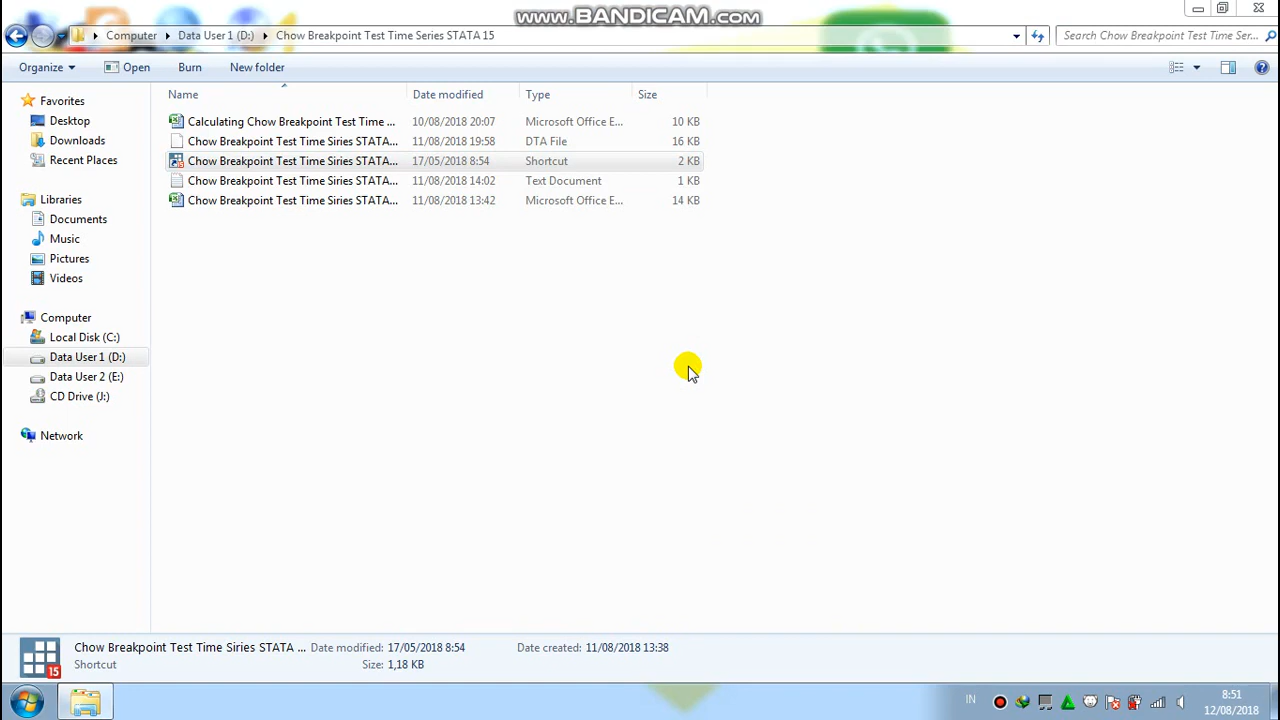 www.BANDICAM.com
Computer Data User 1 (D:) Chow Breakpoint Test Time Series STATA 15 Search Chow Breakpoint Test Time Ser...
Organize Open Burn New folder
Name Date modified Type Size
Calculating Chow Breakpoint Test Time ... 10/08/2018 20:07 Microsoft Office E... 10 KB
Chow Breakpoint Test Time Siries STATA... 11/08/2018 19:58 DTA File 16 KB
Chow Breakpoint Test Time Siries STATA... 17/05/2018 8:54 Shortcut 2 KB
Chow Breakpoint Test Time Siries STATA... 11/08/2018 14:02 Text Document 1 KB
Chow Breakpoint Test Time Siries STATA... 11/08/2018 13:42 Microsoft Office E... 14 KB
Favorites
Desktop
Downloads
Recent Places
Libraries
Documents
Music
Pictures
Videos
Computer
Local Disk (C:)
Data User 1 (D:)
Data User 2 (E:)
CD Drive (J:)
Network
Chow Breakpoint Test Time Siries STATA ... Date modified: 17/05/2018 8:54 Date created: 11/08/2018 13:38
Shortcut Size: 1,18 KB
15
IN 8:51
12/08/2018